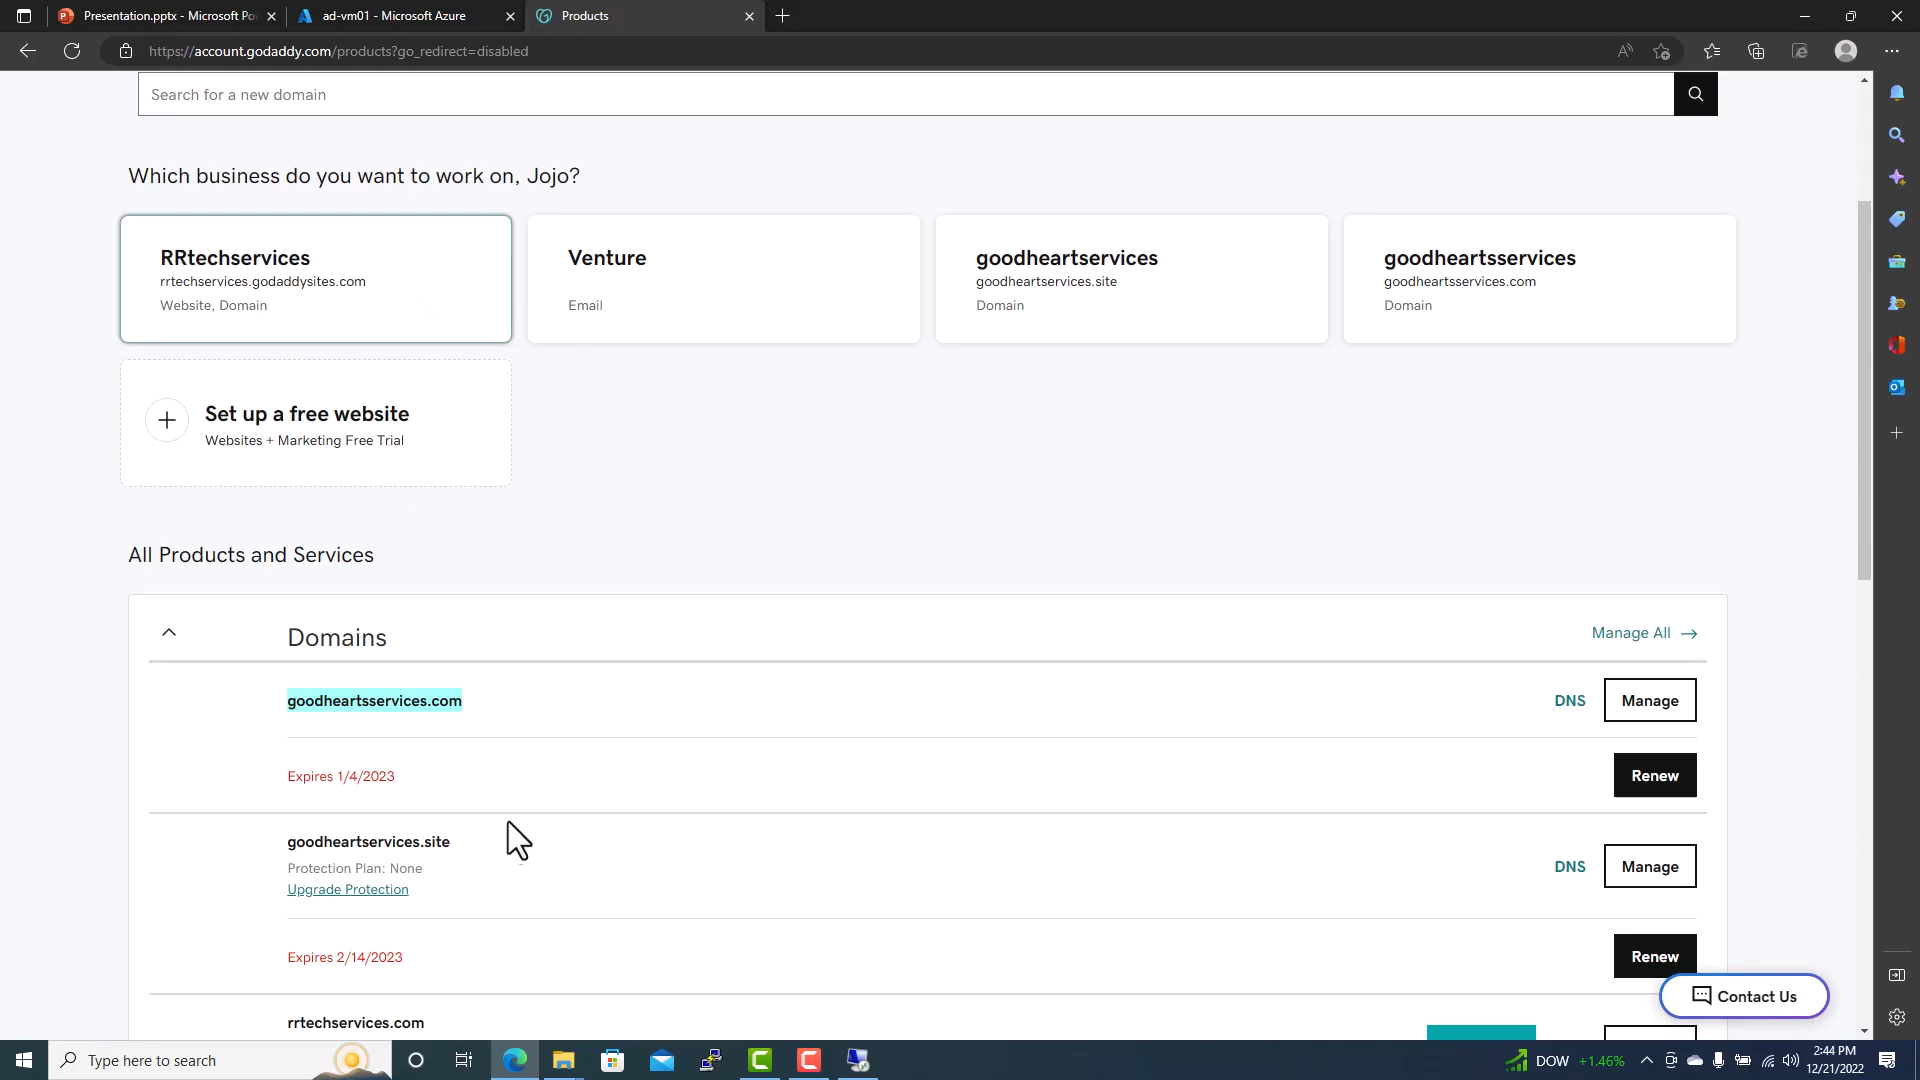 Presentation.pptx - Microsoft Po
ad-vm01 - Microsoft Azure
Products
https://account.godaddy.com/products?go_redirect=disabled
Search for a new domain
Which business do you want to work on, Jojo?
RRtechservices
rrtechservices.godaddysites.com
Website, Domain
Venture
Email
goodheartservices
goodheartservices.site
Domain
goodheartsservices
goodheartsservices.com
Domain
Set up a free website
Websites + Marketing Free Trial
All Products and Services
Domains
Manage All
goodheartsservices.com
DNS
Manage
Expires 1/4/2023
Renew
goodheartservices.site
Protection Plan: None
Upgrade Protection
DNS
Manage
Expires 2/14/2023
Renew
Contact Us
rrtechservices.com
Type here to search
DOW +1.46%
2:44 PM
12/21/2022